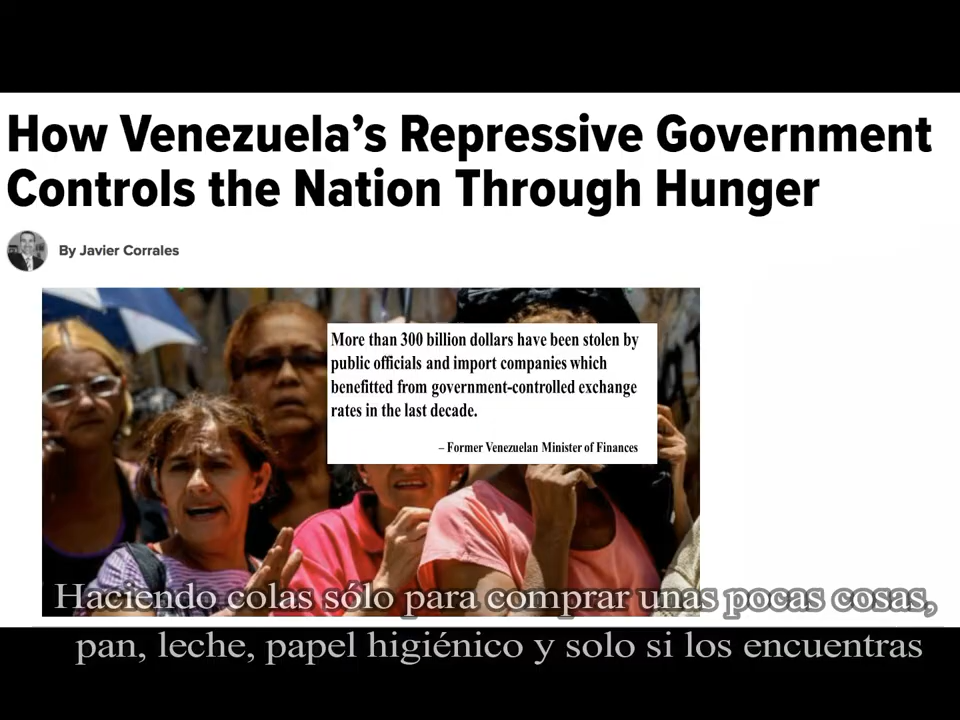 How Venezuela's Repressive Government
Controls the Nation Through Hunger
By Javier Corrales
More than 300 billion dollars have been stolen by
public officials and import companies which
benefitted from government-controlled exchange
rates in the last decade.
– Former Venezuelan Minister of Finances
Haciendo colas sólo para comprar unas pocas cosas,
pan, leche, papel higiénico y solo si los encuentras